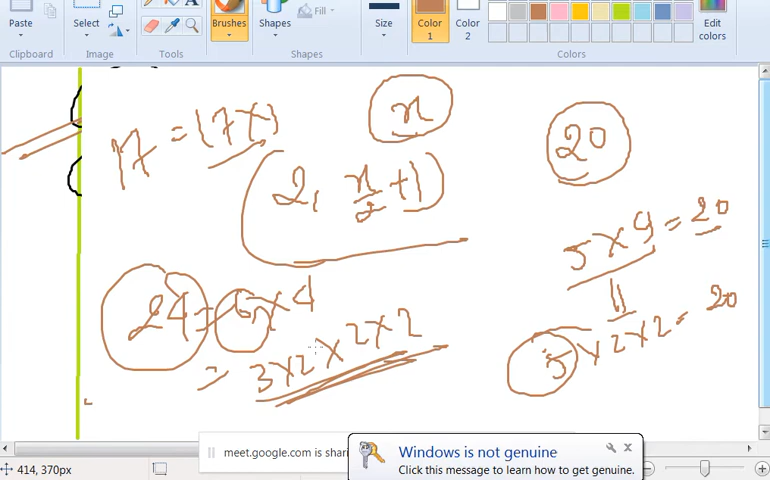 Paste Select Brushes Fill Shapes Size Color 1 Color 2 Edit colors
Clipboard Image Tools Shapes Colors
n
20
17 = 17 × 1
2, n/2 + 1
5 × 4 = 20
24 = 6 × 4
= 3 × 2 × 2 × 2
5 × 2 × 2 = 20
meet.google.com is shari
Windows is not genuine
Click this message to learn how to get genuine.
414, 370px